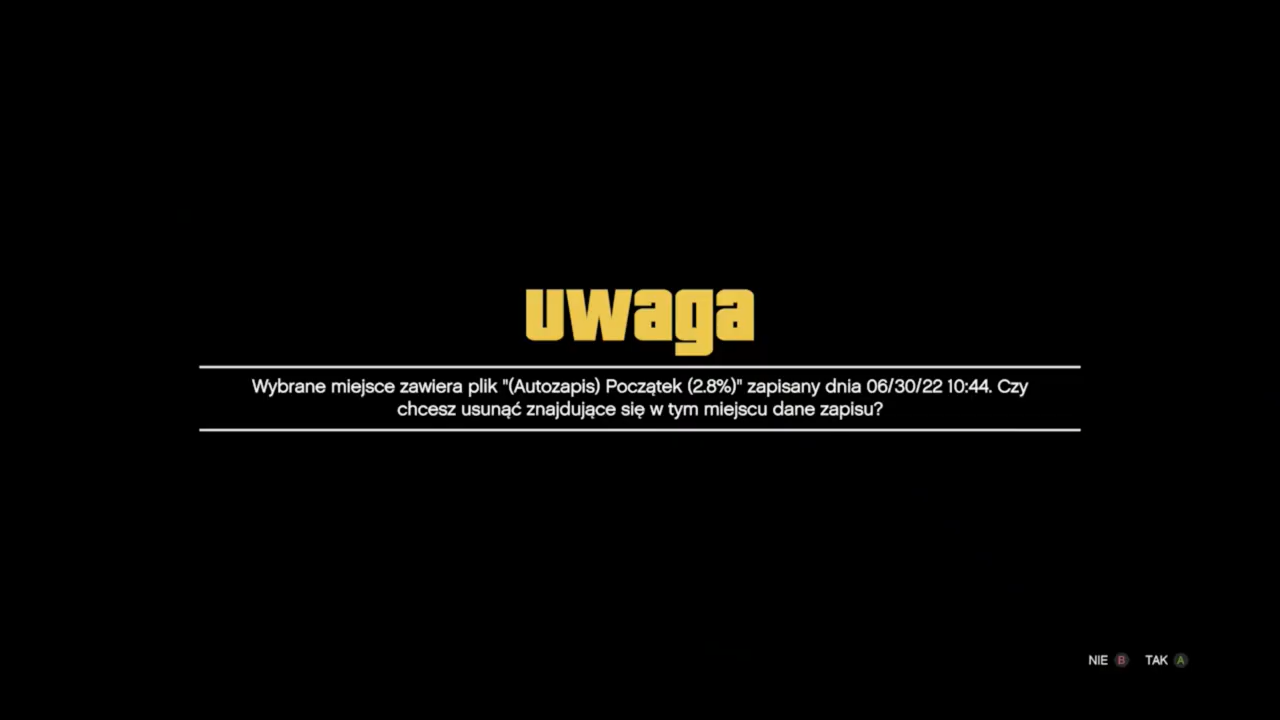 uwaga
Wybrane miejsce zawiera plik "(Autozapis) Początek (2.8%)" zapisany dnia 06/30/22 10:44. Czy
chcesz usunąć znajdujące się w tym miejscu dane zapisu?
NIE B TAK A